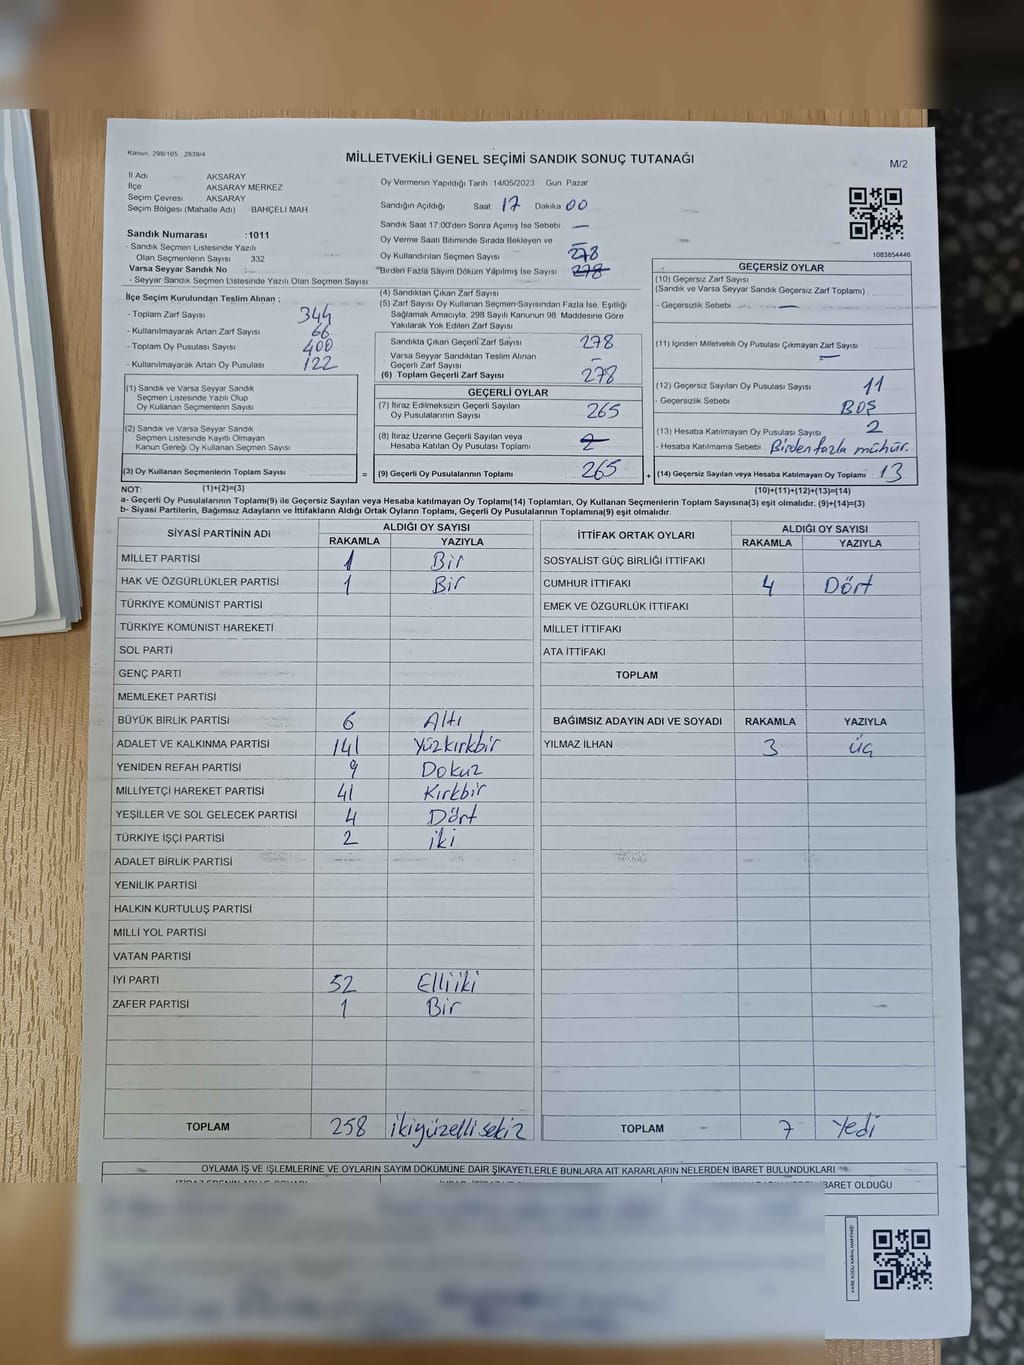 Kanun: 298/105 2839/4
MİLLETVEKİLİ GENEL SEÇİMİ SANDIK SONUÇ TUTANAĞI
M/2
İl Adı AKSARAY
İlçe AKSARAY MERKEZ
Seçim Çevresi AKSARAY
Seçim Bölgesi (Mahalle Adı) BAHÇELİ MAH
Sandık Numarası :1011
- Sandık Seçmen Listesinde Yazılı
Olan Seçmenlerin Sayısı 332
Varsa Seyyar Sandık No :
- Seyyar Sandık Seçmen Listesinde Yazılı Olan Seçmen Sayısı
Oy Vermenin Yapıldığı Tarih 14/05/2023 Gün Pazar
Sandığın Açıldığı Saat 17 Dakika 00
Sandık Saat 17.00'den Sonra Açımış İse Sebebi —
Oy Verme Saati Bitiminde Sırada Bekleyen ve —
Oy Kullandırılan Seçmen Sayısı 278
Birden Fazla Sayım Döküm Yapılmış İse Sayısı 278
1083854446
İlçe Seçim Kurulundan Teslim Alınan :
- Toplam Zarf Sayısı 344
- Kullanılmayarak Artan Zarf Sayısı 66
- Toplam Oy Pusulası Sayısı 400
- Kullanılmayarak Artan Oy Pusulası 122
(1) Sandık ve Varsa Seyyar Sandık
Seçmen Listesinde Yazılı Olup
Oy Kullanan Seçmenlerin Sayısı
(2) Sandık ve Varsa Seyyar Sandık
Seçmen Listesinde Kayıtlı Olmayan
Kanun Gereği Oy Kullanan Seçmen Sayısı
(3) Oy Kullanan Seçmenlerin Toplam Sayısı =
(1)+(2)=(3)
(4) Sandıktan Çıkan Zarf Sayısı
(5) Zarf Sayısı Oy Kullanan Seçmen Sayısından Fazla İse, Eşitliği
Sağlamak Amacıyla; 298 Sayılı Kanunun 98. Maddesine Göre
Yakılarak Yok Edilen Zarf Sayısı
Sandıkta Çıkan Geçerli Zarf Sayısı 278
Varsa Seyyar Sandıktan Teslim Alınan
Geçerli Zarf Sayısı —
(6) Toplam Geçerli Zarf Sayısı 278
GEÇERLİ OYLAR
(7) İtiraz Edilmeksizin Geçerli Sayılan
Oy Pusulalarının Sayısı 265
(8) İtiraz Üzerine Geçerli Sayılan veya
Hesaba Katılan Oy Pusulası Toplamı 2
(9) Geçerli Oy Pusulalarının Toplamı 265 +
GEÇERSİZ OYLAR
(10) Geçersiz Zarf Sayısı
(Sandık ve Varsa Seyyar Sandık Geçersiz Zarf Toplamı)
- Geçersizlik Sebebi —
(11) İçinden Milletvekili Oy Pusulası Çıkmayan Zarf Sayısı
—
(12) Geçersiz Sayılan Oy Pusulası Sayısı 11
- Geçersizlik Sebebi BOŞ
(13) Hesaba Katılmayan Oy Pusulası Sayısı 2
- Hesaba Katılmama Sebebi Birden fazla mühür.
(14) Geçersiz Sayılan veya Hesaba Katılmayan Oy Toplamı : 13
(10)+(11)+(12)+(13)=(14)
NOT:
a- Geçerli Oy Pusulalarının Toplamı(9) ile Geçersiz Sayılan veya Hesaba katılmayan Oy Toplamı(14) Toplamları, Oy Kullanan Seçmenlerin Toplam Sayısına(3) eşit olmalıdır. (9)+(14)=(3)
b- Siyasi Partilerin, Bağımsız Adayların ve İttifakların Aldığı Ortak Oyların Toplamı, Geçerli Oy Pusulalarının Toplamına(9) eşit olmalıdır.
SİYASİ PARTİNİN ADI ALDIĞI OY SAYISI
RAKAMLA YAZIYLA
MİLLET PARTİSİ 1 Bir
HAK VE ÖZGÜRLÜKLER PARTİSİ 1 Bir
TÜRKİYE KOMÜNİST PARTİSİ
TÜRKİYE KOMÜNİST HAREKETİ
SOL PARTİ
GENÇ PARTİ
MEMLEKET PARTİSİ
BÜYÜK BİRLİK PARTİSİ 6 Altı
ADALET VE KALKINMA PARTİSİ 141 Yüzkırkbir
YENİDEN REFAH PARTİSİ 9 Dokuz
MİLLİYETÇİ HAREKET PARTİSİ 41 Kırkbir
YEŞİLLER VE SOL GELECEK PARTİSİ 4 Dört
TÜRKİYE İŞÇİ PARTİSİ 2 iki
ADALET BİRLİK PARTİSİ
YENİLİK PARTİSİ
HALKIN KURTULUŞ PARTİSİ
MİLLİ YOL PARTİSİ
VATAN PARTİSİ
İYİ PARTİ 52 Elliiki
ZAFER PARTİSİ 1 Bir
TOPLAM 258 ikiyüzellisekiz
İTTİFAK ORTAK OYLARI ALDIĞI OY SAYISI
RAKAMLA YAZIYLA
SOSYALİST GÜÇ BİRLİĞİ İTTİFAKI
CUMHUR İTTİFAKI 4 Dört
EMEK VE ÖZGÜRLÜK İTTİFAKI
MİLLET İTTİFAKI
ATA İTTİFAKI
TOPLAM
BAĞIMSIZ ADAYIN ADI VE SOYADI RAKAMLA YAZIYLA
YILMAZ İLHAN 3 üç
TOPLAM 7 Yedi
OYLAMA İŞ VE İŞLEMLERİNE VE OYLARIN SAYIM DÖKÜMÜNE DAİR ŞİKAYETLERLE BUNLARA AİT KARARLARIN NELERDEN İBARET BULUNDUKLARI
İBARET OLDUĞU